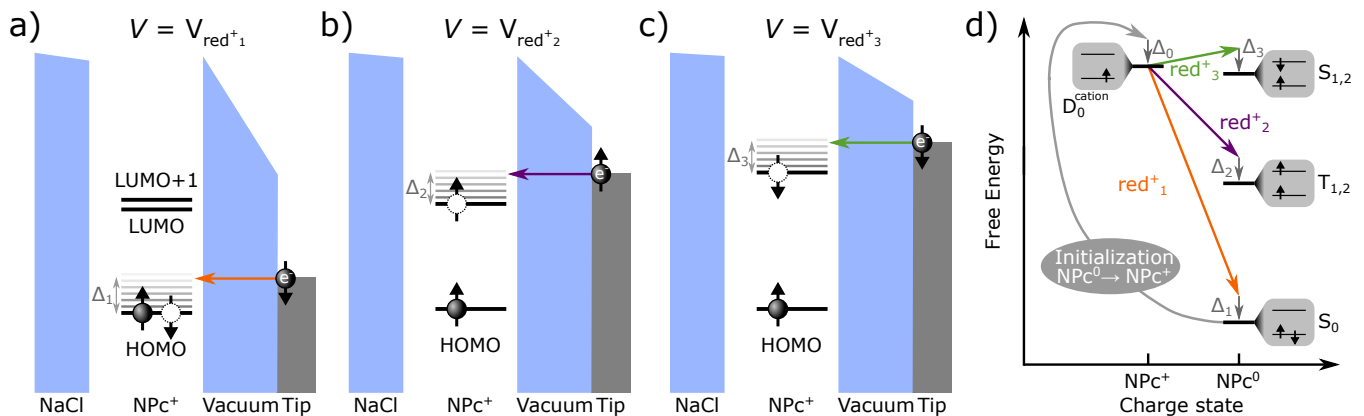 a)
V = V_red⁺₁
LUMO+1
LUMO
e⁻
Δ₁
HOMO
NaCl NPc⁺ Vacuum Tip
b)
V = V_red⁺₂
e⁻
Δ₂
HOMO
NaCl NPc⁺ Vacuum Tip
c)
V = V_red⁺₃
e⁻
Δ₃
HOMO
NaCl NPc⁺ Vacuum Tip
d)
Free Energy
Δ₀
Δ₃
red⁺₃
S₁,₂
D₀^cation
red⁺₂
Δ₂
T₁,₂
red⁺₁
Initialization
NPc⁰→ NPc⁺
Δ₁
S₀
NPc⁺ NPc⁰
Charge state